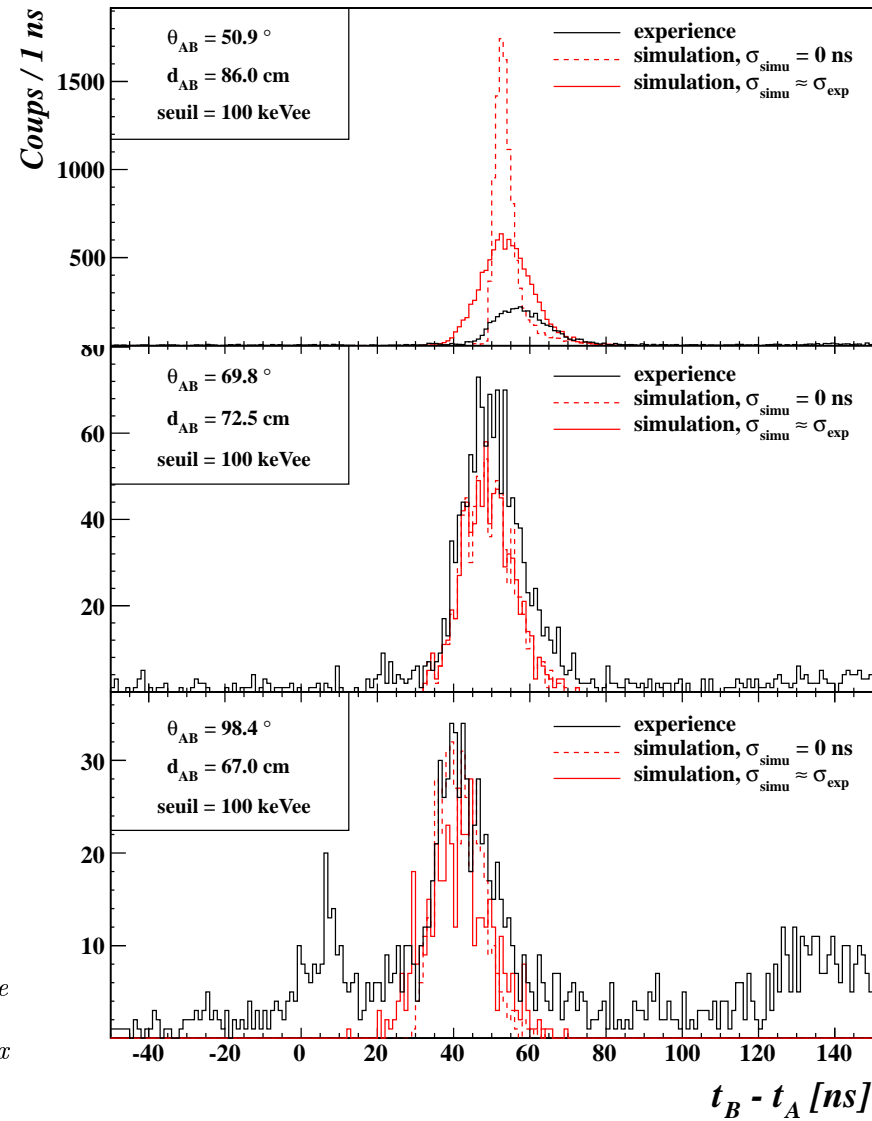 Coups / 1 ns
θAB = 50.9 °
dAB = 86.0 cm
seuil = 100 keVee
experience
simulation, σsimu = 0 ns
simulation, σsimu ≈ σexp
1500
1000
500
80
θAB = 69.8 °
dAB = 72.5 cm
seuil = 100 keVee
experience
simulation, σsimu = 0 ns
simulation, σsimu ≈ σexp
60
40
20
θAB = 98.4 °
dAB = 67.0 cm
seuil = 100 keVee
experience
simulation, σsimu = 0 ns
simulation, σsimu ≈ σexp
30
20
10
e
x
-40 -20 0 20 40 60 80 100 120 140
tB - tA [ns]